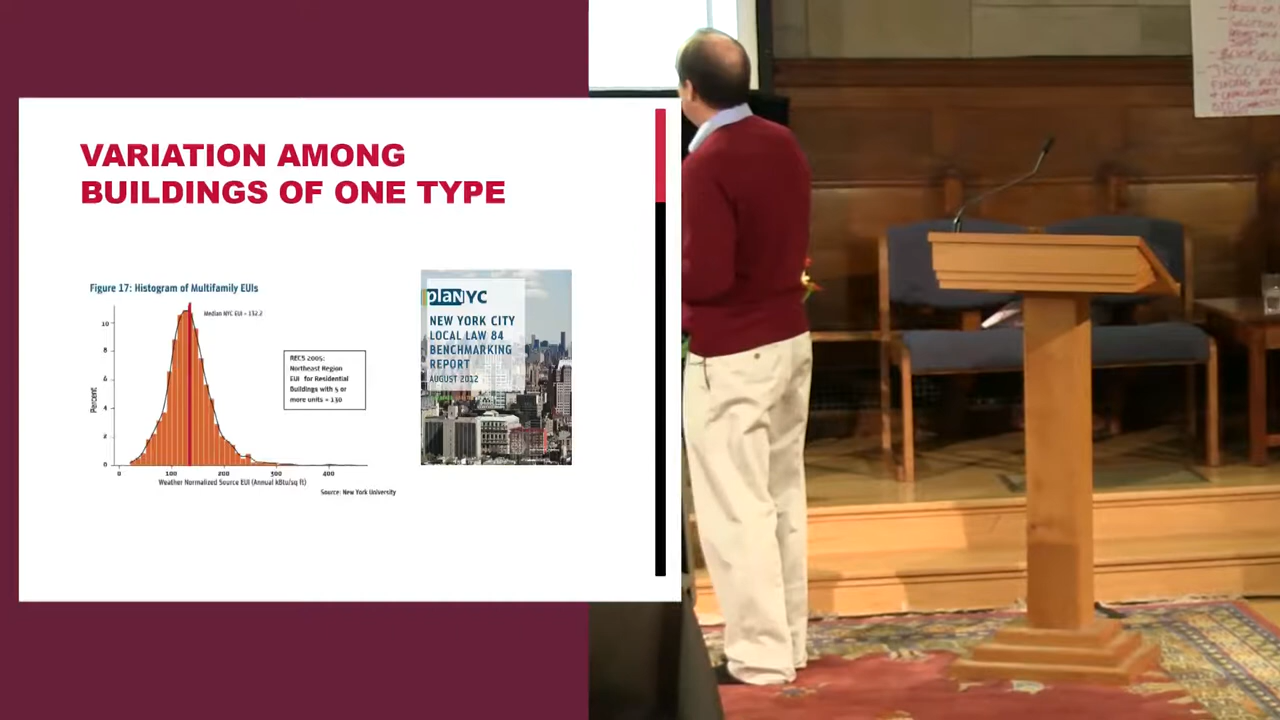 VARIATION AMONG
BUILDINGS OF ONE TYPE
Figure 17: Histogram of Multifamily EUIs
Median NYC EUI = 132.2
10
8
6
4
2
0
Percent
0 100 200 300 400
Weather Normalized Source EUI (Annual kBtu/sq ft)
Source: New York University
RECS 2005:
Northeast Region
EUI for Residential
Buildings with 5 or
more units = 130
plaNYC
NEW YORK CITY
LOCAL LAW 84
BENCHMARKING
REPORT
AUGUST 2012